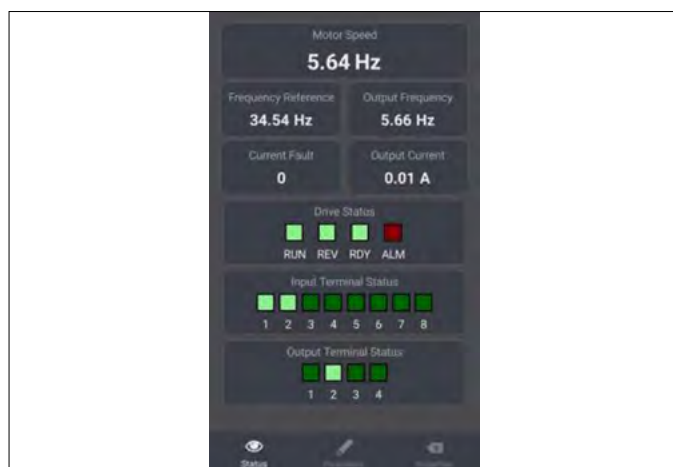 Motor Speed
5.64 Hz
Frequency Reference Output Frequency
34.54 Hz 5.66 Hz
Current Fault Output Current
0 0.01 A
Drive Status
RUN REV RDY ALM
Input Terminal Status
1 2 3 4 5 6 7 8
Output Terminal Status
1 2 3 4
Status